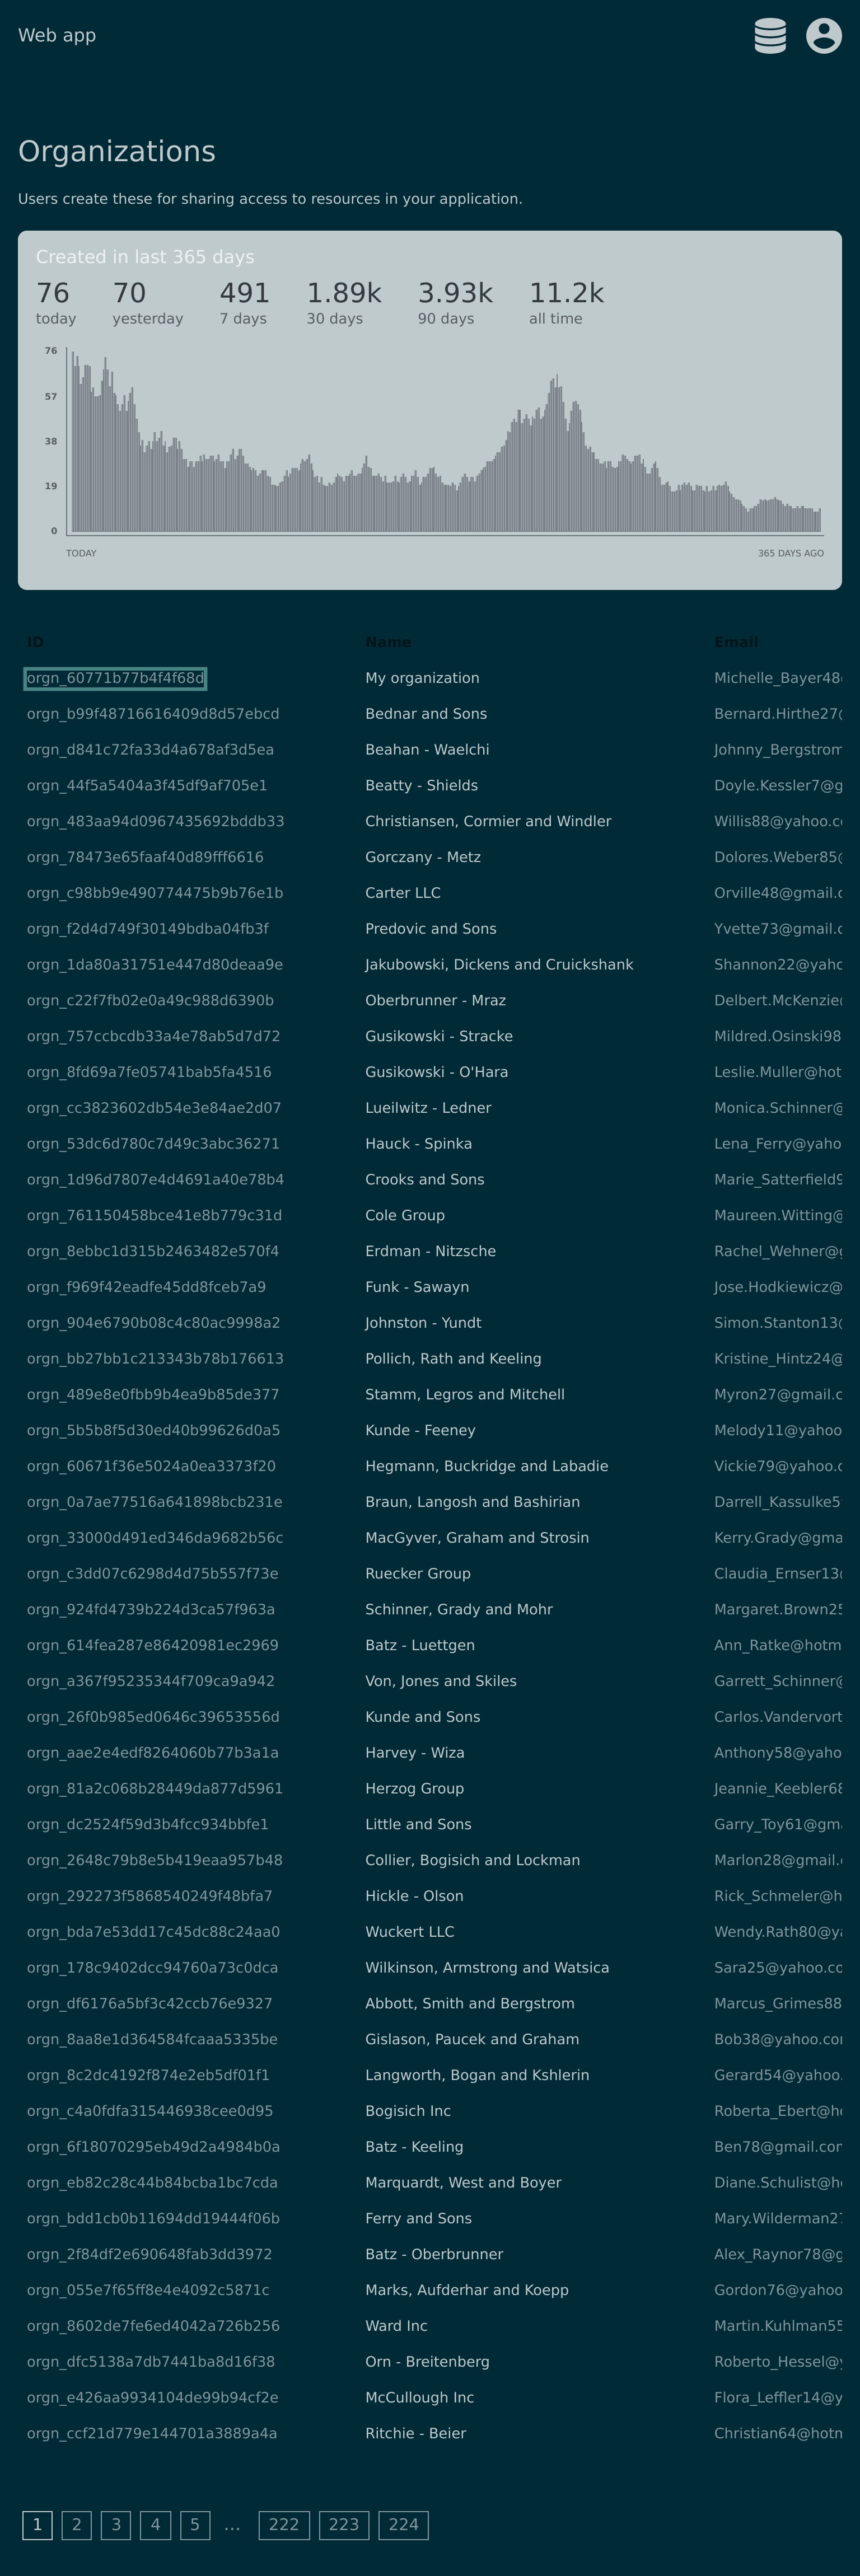 Web app
Organizations
Users create these for sharing access to resources in your application.
Created in last 365 days
76 70 491 1.89k 3.93k 11.2k
today yesterday 7 days 30 days 90 days all time
76
57
38
19
0
TODAY 365 DAYS AGO
ID Name Email
orgn_60771b77b4f4f68d My organization Michelle_Bayer48
orgn_b99f48716616409d8d57ebcd Bednar and Sons Bernard.Hirthe27@
orgn_d841c72fa33d4a678af3d5ea Beahan - Waelchi Johnny_Bergstrom
orgn_44f5a5404a3f45df9af705e1 Beatty - Shields Doyle.Kessler7@g
orgn_483aa94d0967435692bddb33 Christiansen, Cormier and Windler Willis88@yahoo.c
orgn_78473e65faaf40d89fff6616 Gorczany - Metz Dolores.Weber85@
orgn_c98bb9e490774475b9b76e1b Carter LLC Orville48@gmail.c
orgn_f2d4d749f30149bdba04fb3f Predovic and Sons Yvette73@gmail.c
orgn_1da80a31751e447d80deaa9e Jakubowski, Dickens and Cruickshank Shannon22@yaho
orgn_c22f7fb02e0a49c988d6390b Oberbrunner - Mraz Delbert.McKenzie
orgn_757ccbcdb33a4e78ab5d7d72 Gusikowski - Stracke Mildred.Osinski98
orgn_8fd69a7fe05741bab5fa4516 Gusikowski - O'Hara Leslie.Muller@hot
orgn_cc3823602db54e3e84ae2d07 Lueilwitz - Ledner Monica.Schinner@
orgn_53dc6d780c7d49c3abc36271 Hauck - Spinka Lena_Ferry@yaho
orgn_1d96d7807e4d4691a40e78b4 Crooks and Sons Marie_Satterfield9
orgn_761150458bce41e8b779c31d Cole Group Maureen.Witting@
orgn_8ebbc1d315b2463482e570f4 Erdman - Nitzsche Rachel_Wehner@g
orgn_f969f42eadfe45dd8fceb7a9 Funk - Sawayn Jose.Hodkiewicz@
orgn_904e6790b08c4c80ac9998a2 Johnston - Yundt Simon.Stanton13@
orgn_bb27bb1c213343b78b176613 Pollich, Rath and Keeling Kristine_Hintz24@
orgn_489e8e0fbb9b4ea9b85de377 Stamm, Legros and Mitchell Myron27@gmail.c
orgn_5b5b8f5d30ed40b99626d0a5 Kunde - Feeney Melody11@yahoo
orgn_60671f36e5024a0ea3373f20 Hegmann, Buckridge and Labadie Vickie79@yahoo.c
orgn_0a7ae77516a641898bcb231e Braun, Langosh and Bashirian Darrell_Kassulke5
orgn_33000d491ed346da9682b56c MacGyver, Graham and Strosin Kerry.Grady@gma
orgn_c3dd07c6298d4d75b557f73e Ruecker Group Claudia_Ernser13@
orgn_924fd4739b224d3ca57f963a Schinner, Grady and Mohr Margaret.Brown25
orgn_614fea287e86420981ec2969 Batz - Luettgen Ann_Ratke@hotm
orgn_a367f95235344f709ca9a942 Von, Jones and Skiles Garrett_Schinner@
orgn_26f0b985ed0646c39653556d Kunde and Sons Carlos.Vandervort
orgn_aae2e4edf8264060b77b3a1a Harvey - Wiza Anthony58@yaho
orgn_81a2c068b28449da877d5961 Herzog Group Jeannie_Keebler68
orgn_dc2524f59d3b4fcc934bbfe1 Little and Sons Garry_Toy61@gma
orgn_2648c79b8e5b419eaa957b48 Collier, Bogisich and Lockman Marlon28@gmail.
orgn_292273f5868540249f48bfa7 Hickle - Olson Rick_Schmeler@h
orgn_bda7e53dd17c45dc88c24aa0 Wuckert LLC Wendy.Rath80@ya
orgn_178c9402dcc94760a73c0dca Wilkinson, Armstrong and Watsica Sara25@yahoo.co
orgn_df6176a5bf3c42ccb76e9327 Abbott, Smith and Bergstrom Marcus_Grimes88
orgn_8aa8e1d364584fcaaa5335be Gislason, Paucek and Graham Bob38@yahoo.co
orgn_8c2dc4192f874e2eb5df01f1 Langworth, Bogan and Kshlerin Gerard54@yahoo.
orgn_c4a0fdfa315446938cee0d95 Bogisich Inc Roberta_Ebert@h
orgn_6f18070295eb49d2a4984b0a Batz - Keeling Ben78@gmail.co
orgn_eb82c28c44b84bcba1bc7cda Marquardt, West and Boyer Diane.Schulist@h
orgn_bdd1cb0b11694dd19444f06b Ferry and Sons Mary.Wilderman2
orgn_2f84df2e690648fab3dd3972 Batz - Oberbrunner Alex_Raynor78@g
orgn_055e7f65ff8e4e4092c5871c Marks, Aufderhar and Koepp Gordon76@yahoo
orgn_8602de7fe6ed4042a726b256 Ward Inc Martin.Kuhlman55
orgn_dfc5138a7db7441ba8d16f38 Orn - Breitenberg Roberto_Hessel@y
orgn_e426aa9934104de99b94cf2e McCullough Inc Flora_Leffler14@y
orgn_ccf21d779e144701a3889a4a Ritchie - Beier Christian64@hotn
1 2 3 4 5 … 222 223 224